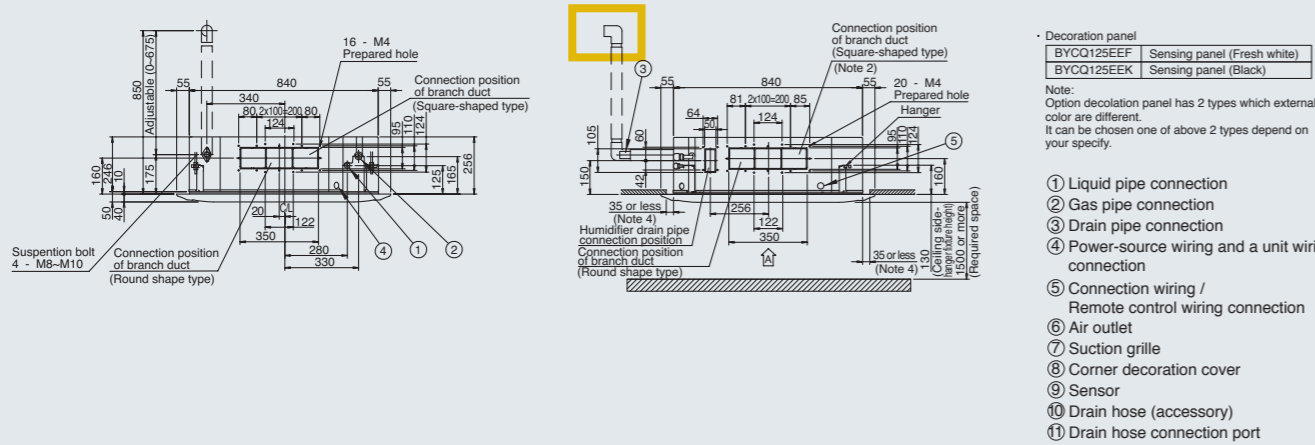 16 - M4
Prepared hole
Connection position
of branch duct
(Square-shaped type)
850
Adjustable (0~675)
175
55
840
55
340
80
2x100=200
80
124
95
110
124
160
246
10
50
40
125
165
256
20
C/L
122
350
280
330
④
①
②
Suspention bolt
4 - M8~M10
Connection position
of branch duct
(Round shape type)
③
Connection position
of branch duct
(Square-shaped type)
(Note 2)
20 - M4
Prepared hole
Hanger
⑤
55
840
55
64
50
81
2x100=200
85
124
95
110
124
105
60
150
42
160
35 or less
(Note 4)
256
122
350
Humidifier drain pipe
connection position
Connection position
of branch duct
(Round shape type)
A
35 or less
(Note 4)
130
(Ceiling side-
hanger fixture height)
1500 or more
(Required space)
· Decoration panel
BYCQ125EEF Sensing panel (Fresh white)
BYCQ125EEK Sensing panel (Black)
Note:
Option decolation panel has 2 types which external
color are different.
It can be chosen one of above 2 types depend on
your specify.
① Liquid pipe connection
② Gas pipe connection
③ Drain pipe connection
④ Power-source wiring and a unit wiri
connection
⑤ Connection wiring /
Remote control wiring connection
⑥ Air outlet
⑦ Suction grille
⑧ Corner decoration cover
⑨ Sensor
⑩ Drain hose (accessory)
⑪ Drain hose connection port